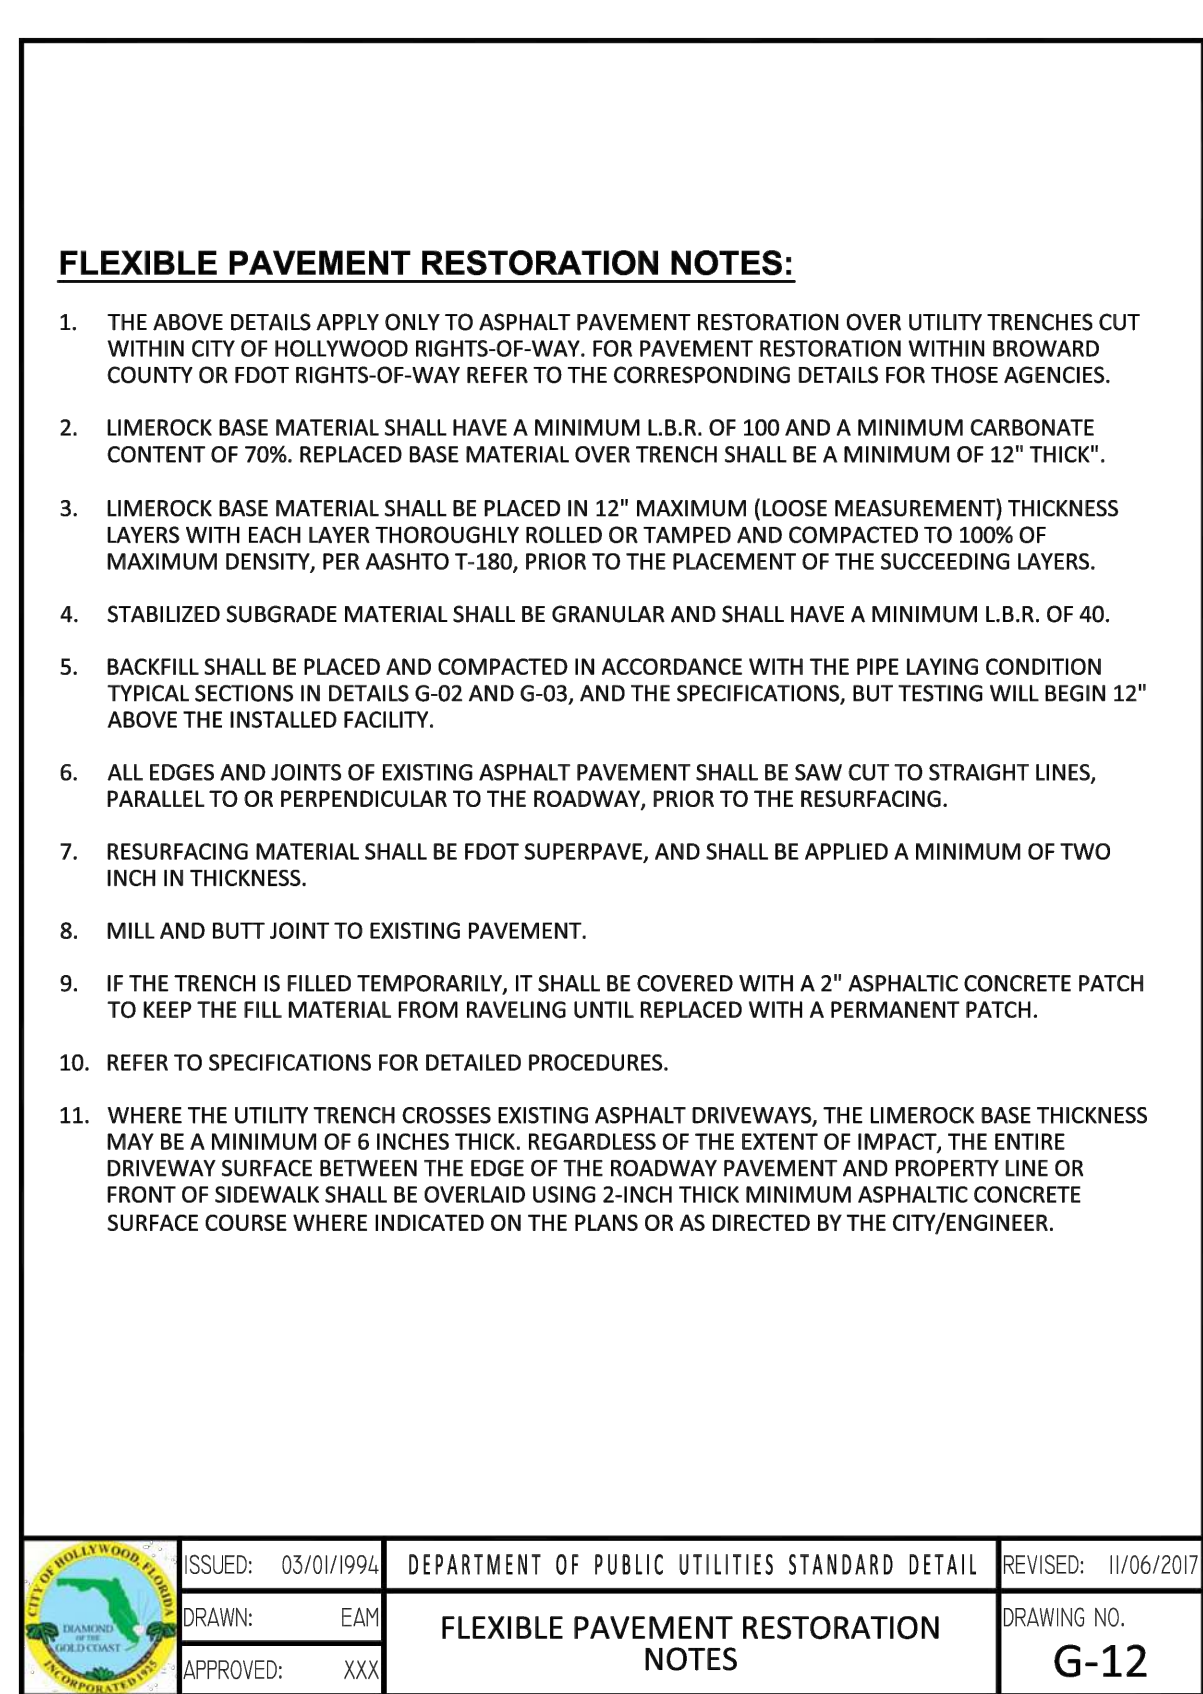 FLEXIBLE PAVEMENT RESTORATION NOTES:
1. THE ABOVE DETAILS APPLY ONLY TO ASPHALT PAVEMENT RESTORATION OVER UTILITY TRENCHES CUT
WITHIN CITY OF HOLLYWOOD RIGHTS-OF-WAY. FOR PAVEMENT RESTORATION WITHIN BROWARD
COUNTY OR FDOT RIGHTS-OF-WAY REFER TO THE CORRESPONDING DETAILS FOR THOSE AGENCIES.
2. LIMEROCK BASE MATERIAL SHALL HAVE A MINIMUM L.B.R. OF 100 AND A MINIMUM CARBONATE
CONTENT OF 70%. REPLACED BASE MATERIAL OVER TRENCH SHALL BE A MINIMUM OF 12" THICK".
3. LIMEROCK BASE MATERIAL SHALL BE PLACED IN 12" MAXIMUM (LOOSE MEASUREMENT) THICKNESS
LAYERS WITH EACH LAYER THOROUGHLY ROLLED OR TAMPED AND COMPACTED TO 100% OF
MAXIMUM DENSITY, PER AASHTO T-180, PRIOR TO THE PLACEMENT OF THE SUCCEEDING LAYERS.
4. STABILIZED SUBGRADE MATERIAL SHALL BE GRANULAR AND SHALL HAVE A MINIMUM L.B.R. OF 40.
5. BACKFILL SHALL BE PLACED AND COMPACTED IN ACCORDANCE WITH THE PIPE LAYING CONDITION
TYPICAL SECTIONS IN DETAILS G-02 AND G-03, AND THE SPECIFICATIONS, BUT TESTING WILL BEGIN 12"
ABOVE THE INSTALLED FACILITY.
6. ALL EDGES AND JOINTS OF EXISTING ASPHALT PAVEMENT SHALL BE SAW CUT TO STRAIGHT LINES,
PARALLEL TO OR PERPENDICULAR TO THE ROADWAY, PRIOR TO THE RESURFACING.
7. RESURFACING MATERIAL SHALL BE FDOT SUPERPAVE, AND SHALL BE APPLIED A MINIMUM OF TWO
INCH IN THICKNESS.
8. MILL AND BUTT JOINT TO EXISTING PAVEMENT.
9. IF THE TRENCH IS FILLED TEMPORARILY, IT SHALL BE COVERED WITH A 2" ASPHALTIC CONCRETE PATCH
TO KEEP THE FILL MATERIAL FROM RAVELING UNTIL REPLACED WITH A PERMANENT PATCH.
10. REFER TO SPECIFICATIONS FOR DETAILED PROCEDURES.
11. WHERE THE UTILITY TRENCH CROSSES EXISTING ASPHALT DRIVEWAYS, THE LIMEROCK BASE THICKNESS
MAY BE A MINIMUM OF 6 INCHES THICK. REGARDLESS OF THE EXTENT OF IMPACT, THE ENTIRE
DRIVEWAY SURFACE BETWEEN THE EDGE OF THE ROADWAY PAVEMENT AND PROPERTY LINE OR
FRONT OF SIDEWALK SHALL BE OVERLAID USING 2-INCH THICK MINIMUM ASPHALTIC CONCRETE
SURFACE COURSE WHERE INDICATED ON THE PLANS OR AS DIRECTED BY THE CITY/ENGINEER.
CITY OF HOLLYWOOD, FLORIDA
DIAMOND
OF THE
GOLD COAST
INCORPORATED 1925
ISSUED: 03/01/1994
DRAWN: EAM
APPROVED: XXX
DEPARTMENT OF PUBLIC UTILITIES STANDARD DETAIL
FLEXIBLE PAVEMENT RESTORATION
NOTES
REVISED: 11/06/2017
DRAWING NO.
G-12